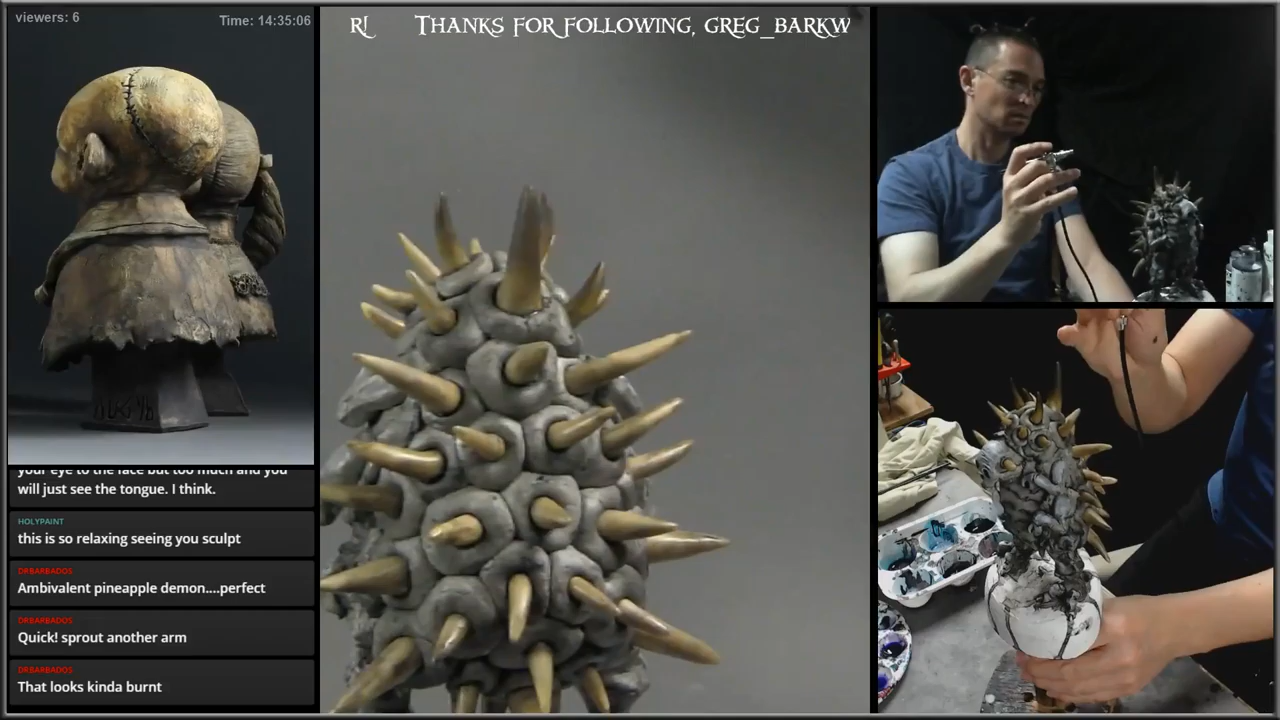 viewers: 6
Time: 14:35:06
THANKS FOR FOLLOWING, GREG_BARKW
your eye to the face but too much and you
will just see the tongue. I think.
HOLYPAINT
this is so relaxing seeing you sculpt
DRBARBADOS
Ambivalent pineapple demon....perfect
DRBARBADOS
Quick! sprout another arm
DRBARBADOS
That looks kinda burnt